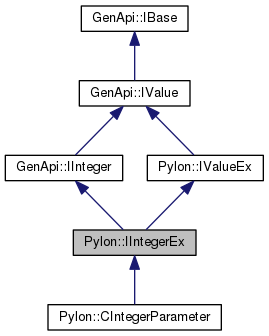 GenApi::IBase
GenApi::IValue
GenApi::IInteger
Pylon::IValueEx
Pylon::IIntegerEx
Pylon::CIntegerParameter